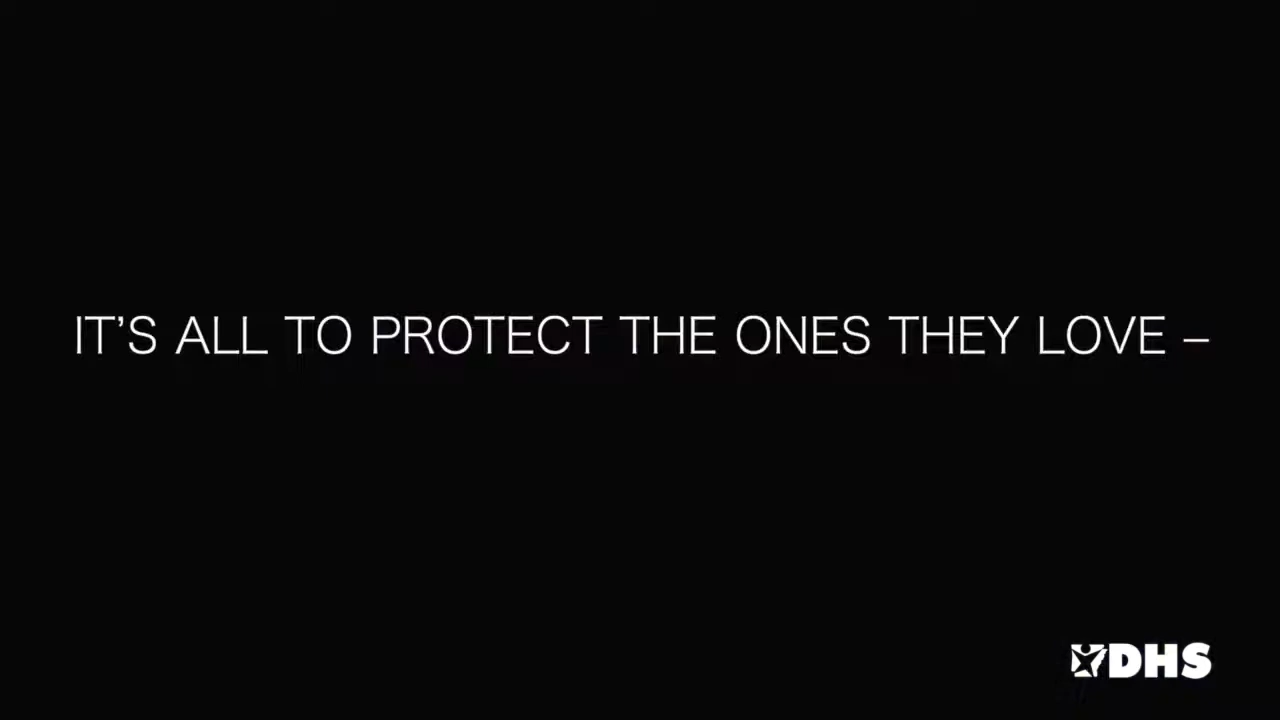 IT’S ALL TO PROTECT THE ONES THEY LOVE –
DHS